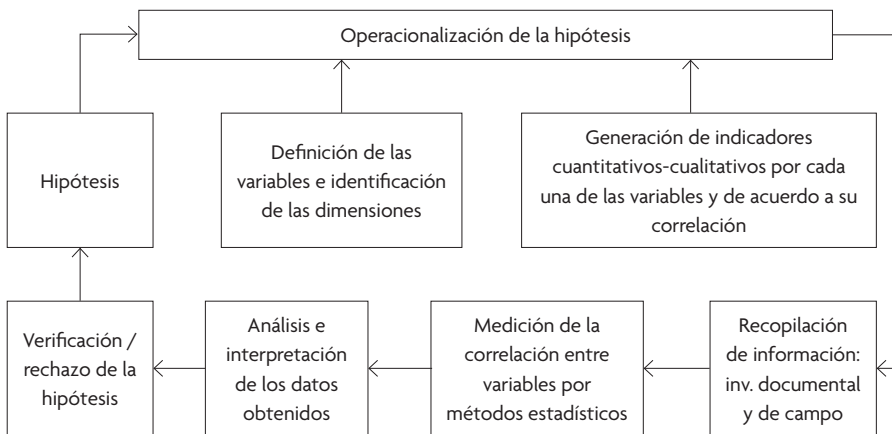 Operacionalización de la hipótesis
Hipótesis
Definición de las
variables e identificación
de las dimensiones
Generación de indicadores
cuantitativos-cualitativos por cada
una de las variables y de acuerdo a su
correlación
Verificación /
rechazo de la
hipótesis
Análisis e
interpretación
de los datos
obtenidos
Medición de la
correlación entre
variables por
métodos estadísticos
Recopilación
de información:
inv. documental
y de campo